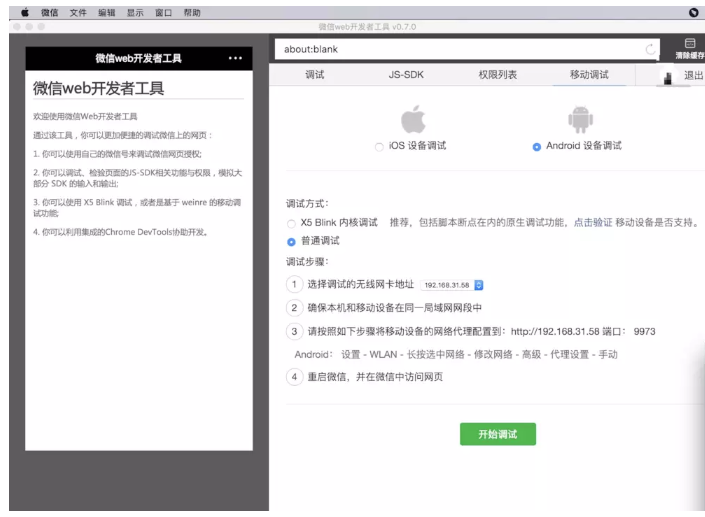 微信 文件 编辑 显示 窗口 帮助
微信web开发者工具 v0.7.0
微信web开发者工具
微信web开发者工具
欢迎使用微信Web开发者工具
通过该工具，你可以更加便捷的调试微信上的网页：
1. 你可以使用自己的微信号来调试微信网页授权;
2. 你可以调试、检验页面的JS-SDK相关功能与权限，模拟大
部分 SDK 的输入和输出;
3. 你可以使用 X5 Blink 调试，或者是基于 weinre 的移动调
试功能;
4. 你可以利用集成的Chrome DevTools协助开发。
about:blank
清除缓存
调试 JS-SDK 权限列表 移动调试 退出
iOS 设备调试 Android 设备调试
调试方式：
X5 Blink 内核调试 推荐，包括脚本断点在内的原生调试功能，点击验证 移动设备是否支持。
普通调试
调试步骤：
1 选择调试的无线网卡地址 192.168.31.58
2 确保本机和移动设备在同一局域网网段中
3 请按照如下步骤将移动设备的网络代理配置到：http://192.168.31.58 端口： 9973
Android： 设置 - WLAN - 长按选中网络 - 修改网络 - 高级 - 代理设置 - 手动
4 重启微信，并在微信中访问网页
开始调试